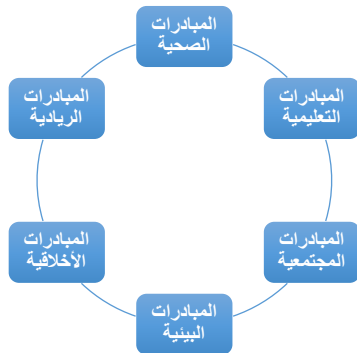 المبادرات
الصحية
المبادرات
التعليمية
المبادرات
المجتمعية
المبادرات
البيئية
المبادرات
الأخلاقية
المبادرات
الريادية